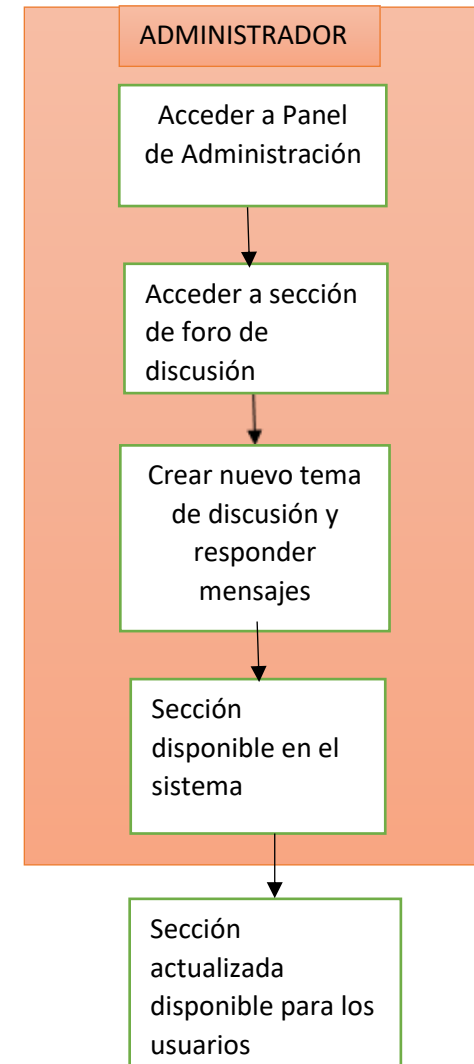 ADMINISTRADOR
Acceder a Panel
de Administración
Acceder a sección
de foro de
discusión
Crear nuevo tema
de discusión y
responder
mensajes
Sección
disponible en el
sistema
Sección
actualizada
disponible para los
usuarios